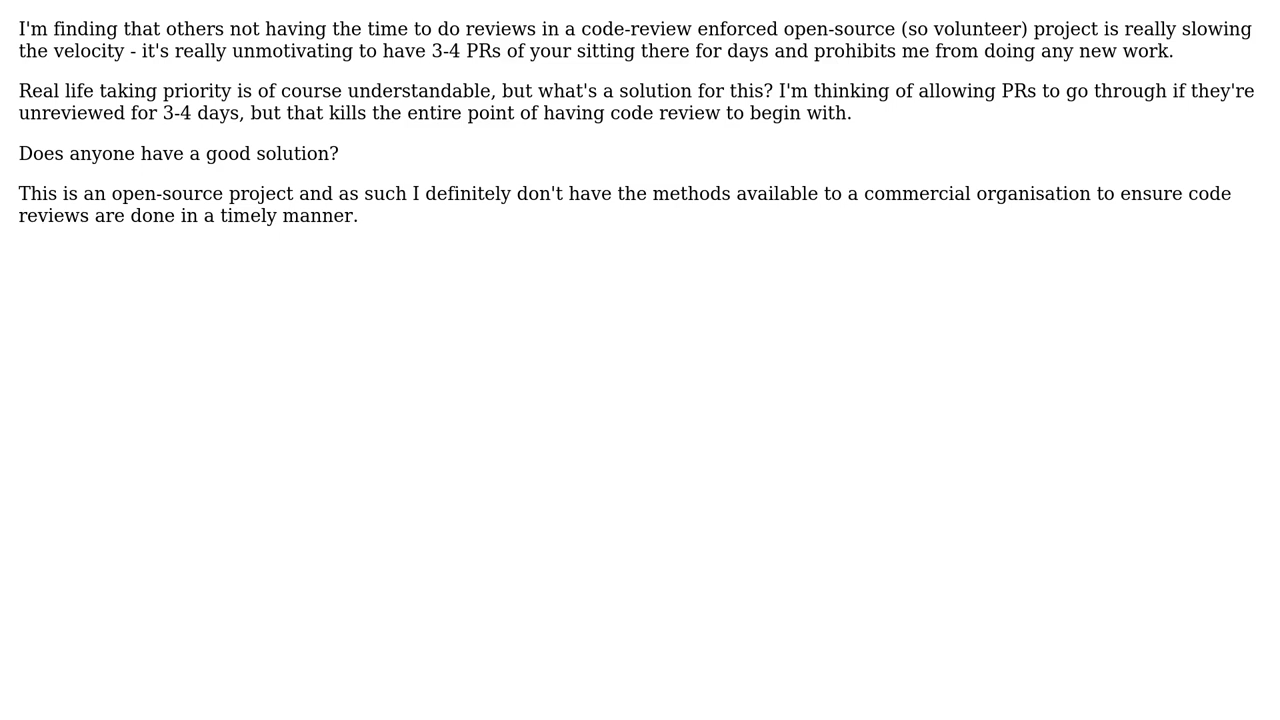 I'm finding that others not having the time to do reviews in a code-review enforced open-source (so volunteer) project is really slowing
the velocity - it's really unmotivating to have 3-4 PRs of your sitting there for days and prohibits me from doing any new work.
Real life taking priority is of course understandable, but what's a solution for this? I'm thinking of allowing PRs to go through if they're
unreviewed for 3-4 days, but that kills the entire point of having code review to begin with.
Does anyone have a good solution?
This is an open-source project and as such I definitely don't have the methods available to a commercial organisation to ensure code
reviews are done in a timely manner.